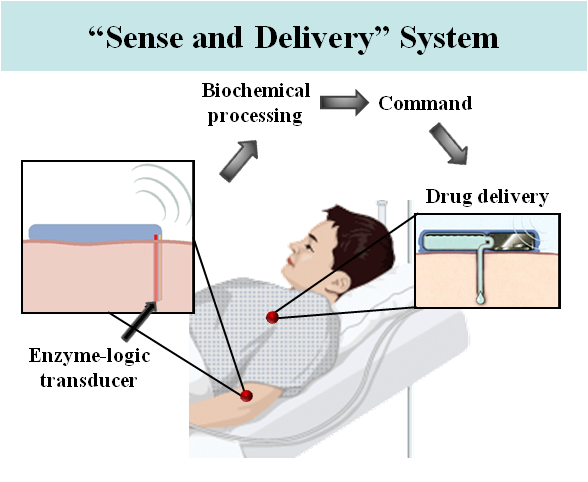 “Sense and Delivery” System
Biochemical
processing
Command
Drug delivery
Enzyme-logic
transducer